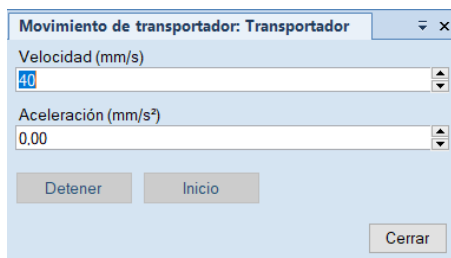 Movimiento de transportador: Transportador
Velocidad (mm/s)
40
Aceleración (mm/s²)
0,00
Detener Inicio
Cerrar